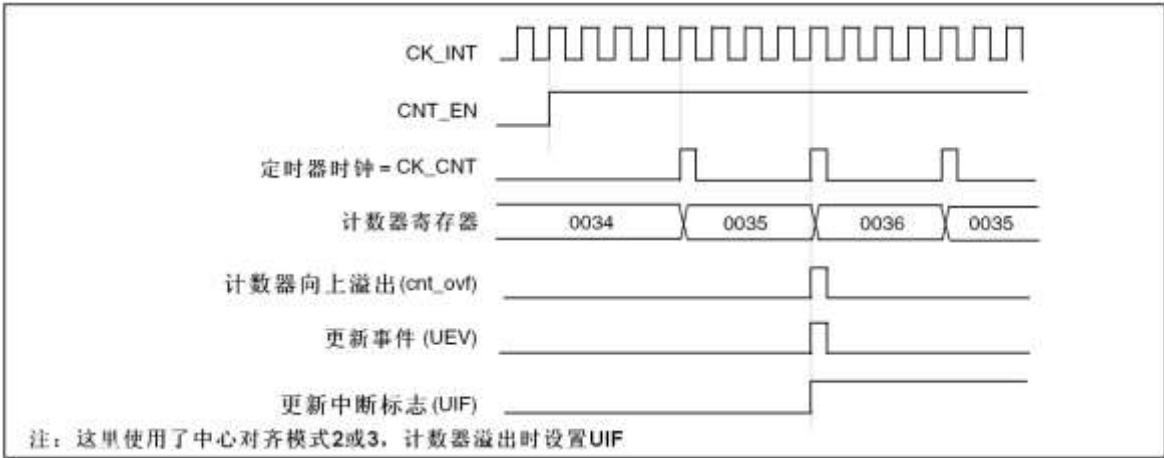 CK_INT
CNT_EN
定时器时钟=CK_CNT
计数器寄存器 0034 0035 0036 0035
计数器向上溢出(cnt_ovf)
更新事件 (UEV)
更新中断标志(UIF)
注：这里使用了中心对齐模式2或3，计数器溢出时设置UIF